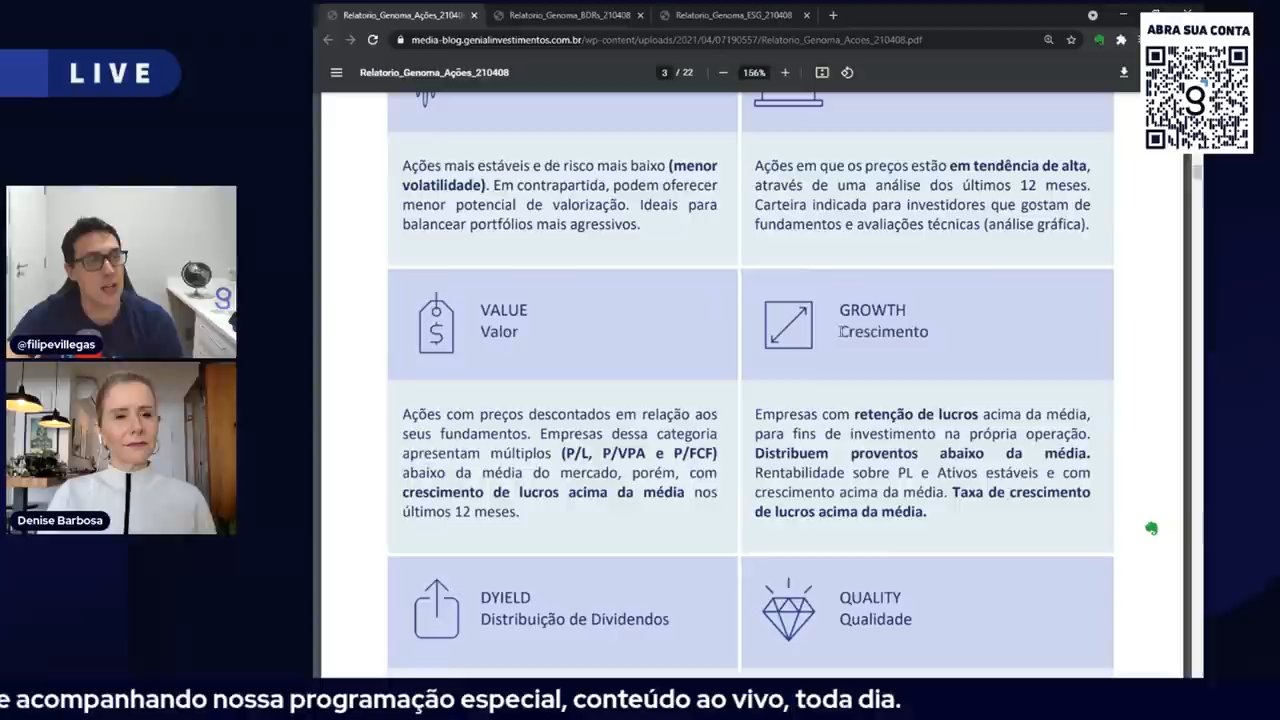 Relatorio_Genoma_Ações_2104
Relatorio_Genoma_BDRs_210408
Relatorio_Genoma_ESG_210408
media-blog.genialinvestimentos.com.br/wp-content/uploads/2021/04/07190557/Relatorio_Genoma_Acoes_210408.pdf
ABRA SUA CONTA
LIVE
Relatorio_Genoma_Ações_210408
3 / 22
156%
Ações mais estáveis e de risco mais baixo (menor
volatilidade). Em contrapartida, podem oferecer
menor potencial de valorização. Ideais para
balancear portfólios mais agressivos.
Ações em que os preços estão em tendência de alta,
através de uma análise dos últimos 12 meses.
Carteira indicada para investidores que gostam de
fundamentos e avaliações técnicas (análise gráfica).
@filipevillegas
Denise Barbosa
VALUE
Valor
GROWTH
Crescimento
Ações com preços descontados em relação aos
seus fundamentos. Empresas dessa categoria
apresentam múltiplos (P/L, P/VPA e P/FCF)
abaixo da média do mercado, porém, com
crescimento de lucros acima da média nos
últimos 12 meses.
Empresas com retenção de lucros acima da média,
para fins de investimento na própria operação.
Distribuem proventos abaixo da média.
Rentabilidade sobre PL e Ativos estáveis e com
crescimento acima da média. Taxa de crescimento
de lucros acima da média.
DYIELD
Distribuição de Dividendos
QUALITY
Qualidade
e acompanhando nossa programação especial, conteúdo ao vivo, toda dia.